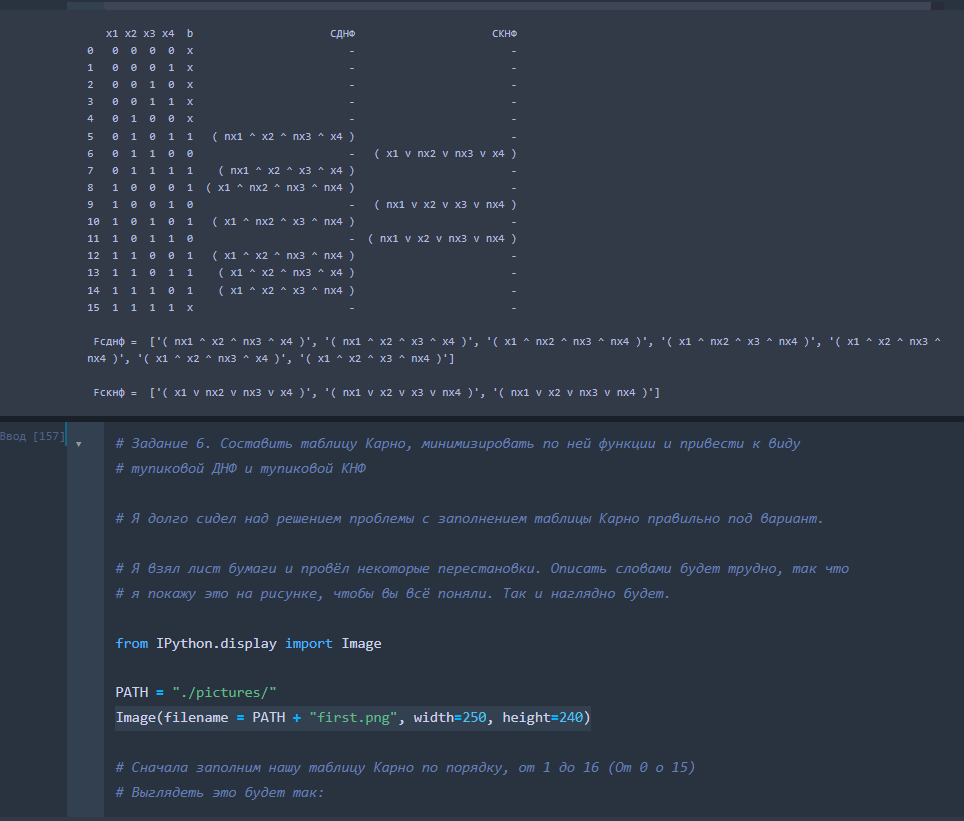 x1 x2 x3 x4 b СДНФ СКНФ
0 0 0 0 0 x - -
1 0 0 0 1 x - -
2 0 0 1 0 x - -
3 0 0 1 1 x - -
4 0 1 0 0 x - -
5 0 1 0 1 1 ( nx1 ^ x2 ^ nx3 ^ x4 ) -
6 0 1 1 0 0 - ( x1 v nx2 v nx3 v x4 )
7 0 1 1 1 1 ( nx1 ^ x2 ^ x3 ^ x4 ) -
8 1 0 0 0 1 ( x1 ^ nx2 ^ nx3 ^ nx4 ) -
9 1 0 0 1 0 - ( nx1 v x2 v x3 v nx4 )
10 1 0 1 0 1 ( x1 ^ nx2 ^ x3 ^ nx4 ) -
11 1 0 1 1 0 - ( nx1 v x2 v nx3 v nx4 )
12 1 1 0 0 1 ( x1 ^ x2 ^ nx3 ^ nx4 ) -
13 1 1 0 1 1 ( x1 ^ x2 ^ nx3 ^ x4 ) -
14 1 1 1 0 1 ( x1 ^ x2 ^ x3 ^ nx4 ) -
15 1 1 1 1 x - -
Fсднф = ['( nx1 ^ x2 ^ nx3 ^ x4 )', '( nx1 ^ x2 ^ x3 ^ x4 )', '( x1 ^ nx2 ^ nx3 ^ nx4 )', '( x1 ^ nx2 ^ x3 ^ nx4 )', '( x1 ^ x2 ^ nx3 ^
nx4 )', '( x1 ^ x2 ^ nx3 ^ x4 )', '( x1 ^ x2 ^ x3 ^ nx4 )']
Fскнф = ['( x1 v nx2 v nx3 v x4 )', '( nx1 v x2 v x3 v nx4 )', '( nx1 v x2 v nx3 v nx4 )']
Ввод [157]
# Задание 6. Составить таблицу Карно, минимизировать по ней функции и привести к виду
# тупиковой ДНФ и тупиковой КНФ
# Я долго сидел над решением проблемы с заполнением таблицы Карно правильно под вариант.
# Я взял лист бумаги и провёл некоторые перестановки. Описать словами будет трудно, так что
# я покажу это на рисунке, чтобы вы всё поняли. Так и наглядно будет.
from IPython.display import Image
PATH = "./pictures/"
Image(filename = PATH + "first.png", width=250, height=240)
# Сначала заполним нашу таблицу Карно по порядку, от 1 до 16 (От 0 о 15)
# Выглядеть это будет так: